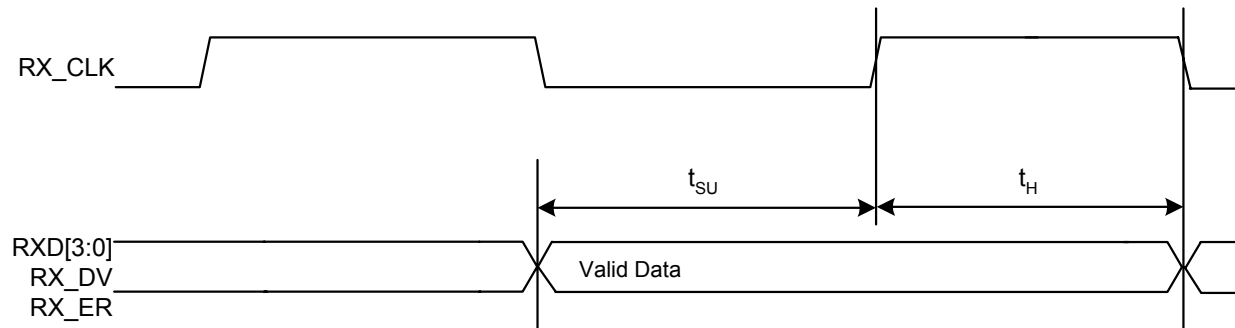 RX_CLK
tSU
tH
RXD[3:0]
RX_DV
RX_ER
Valid Data